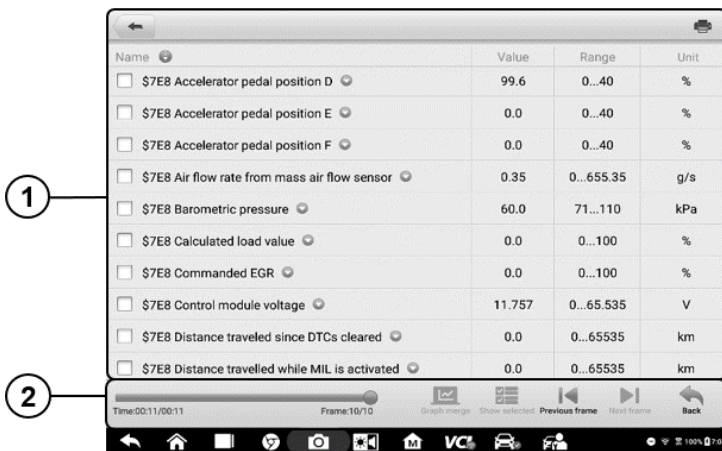 Name Value Range Unit
$7E8 Accelerator pedal position D 99.6 0...40 %
$7E8 Accelerator pedal position E 0.0 0...40 %
$7E8 Accelerator pedal position F 0.0 0...40 %
1
$7E8 Air flow rate from mass air flow sensor 0.35 0...655.35 g/s
$7E8 Barometric pressure 60.0 71...110 kPa
$7E8 Calculated load value 0.0 0...100 %
$7E8 Commanded EGR 0.0 0...100 %
$7E8 Control module voltage 11.757 0...65.535 V
$7E8 Distance traveled since DTCs cleared 0.0 0...65535 km
$7E8 Distance travelled while MIL is activated 0.0 0...65535 km
2
Time:00:11/00:11 Frame:10/10 Graph merge Show selected Previous frame Next frame Back
M VCI 100% 7:0